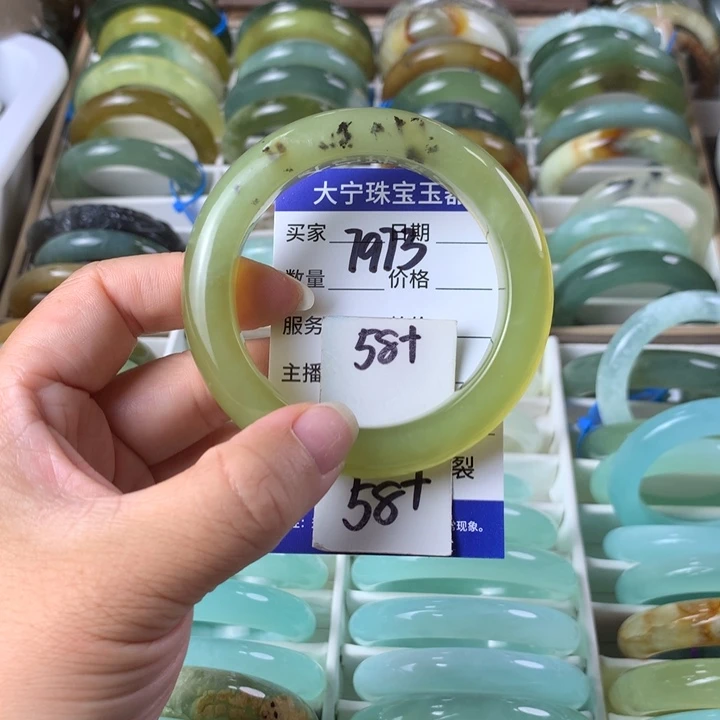 大宁珠宝玉器
买家 日期
7973
数量 价格
服务
58+
主播
裂
58+
现象。